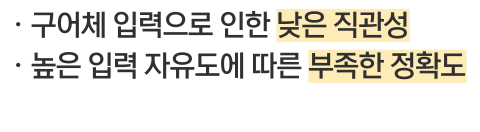 · 구어체 입력으로 인한 낮은 직관성
· 높은 입력 자유도에 따른 부족한 정확도